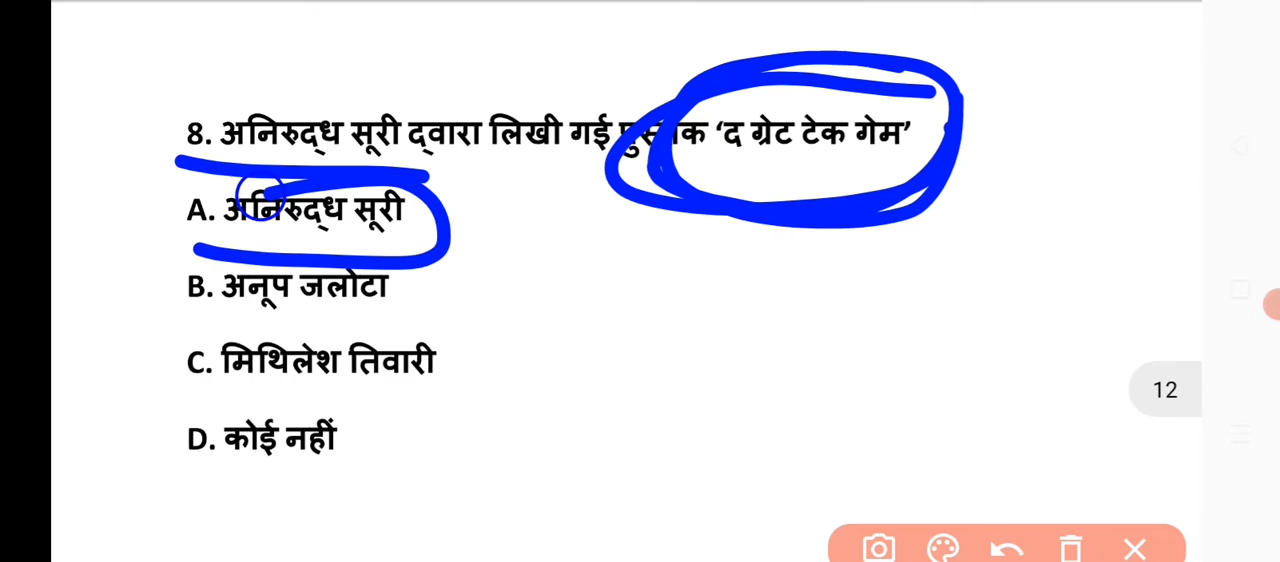 8. अनिरुद्ध सूरी द्वारा लिखी गई पुस्तक ‘द ग्रेट टेक गेम’
A. अनिरुद्ध सूरी
B. अनूप जलोटा
C. मिथिलेश तिवारी
D. कोई नहीं
12